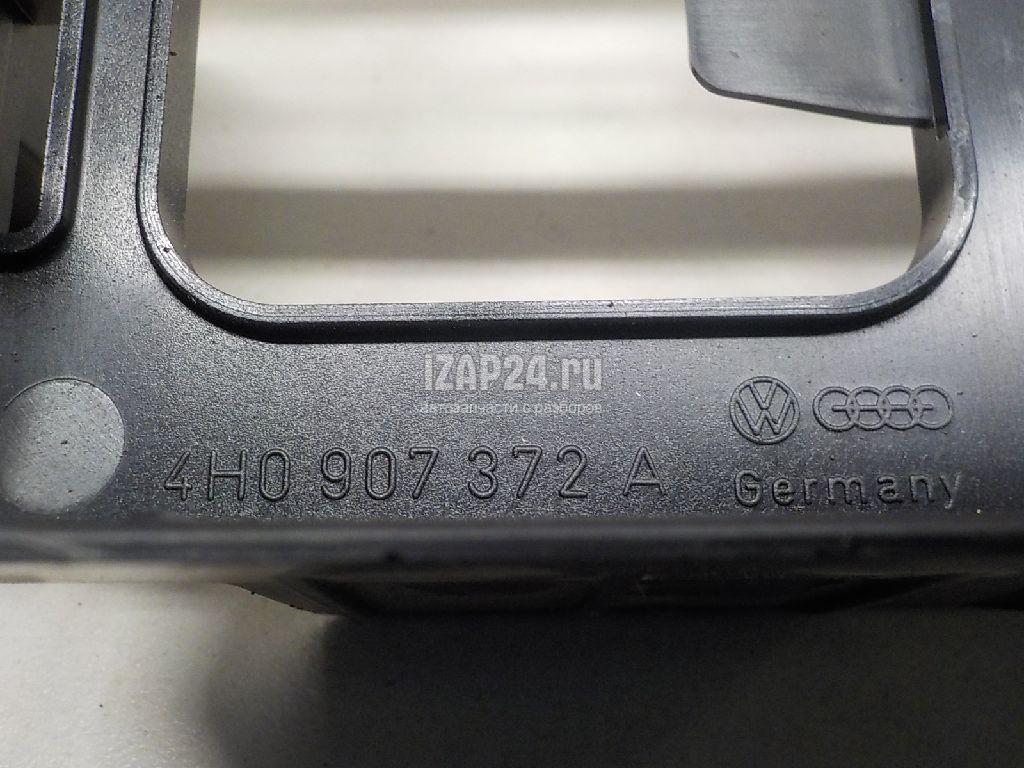 iZAP24.ru
автозапчасти с разборов
4H0 907 372 A
Germany